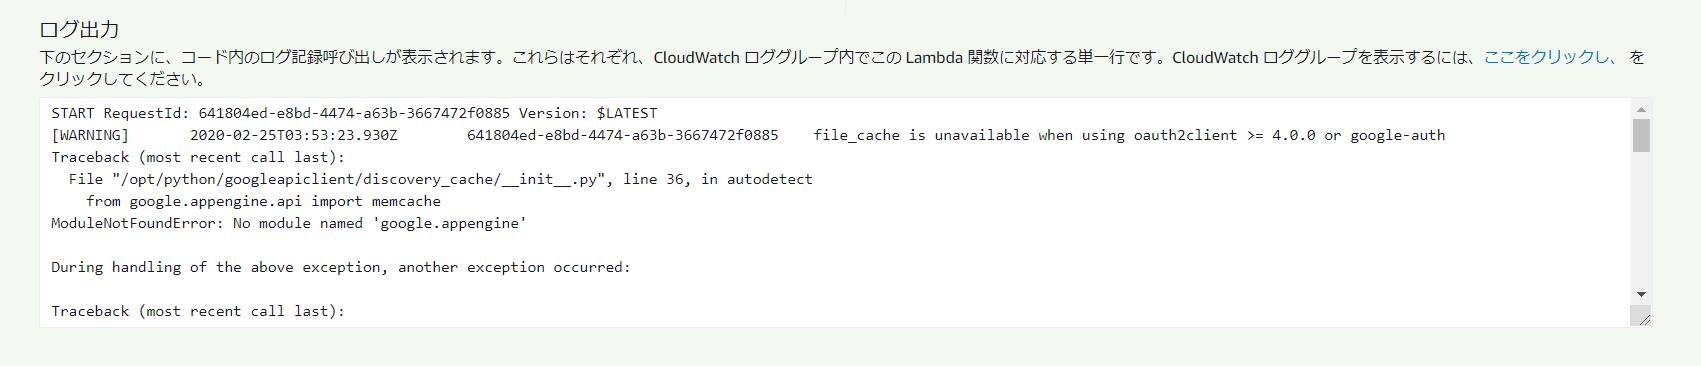 ログ出力
下のセクションに、コード内のログ記録呼び出しが表示されます。これらはそれぞれ、CloudWatch ロググループ内でこの Lambda 関数に対応する単一行です。CloudWatch ロググループを表示するには、ここをクリックし、 を
クリックしてください。
START RequestId: 641804ed-e8bd-4474-a63b-3667472f0885 Version: $LATEST
[WARNING] 2020-02-25T03:53:23.930Z 641804ed-e8bd-4474-a63b-3667472f0885 file_cache is unavailable when using oauth2client >= 4.0.0 or google-auth
Traceback (most recent call last):
  File "/opt/python/googleapiclient/discovery_cache/__init__.py", line 36, in autodetect
    from google.appengine.api import memcache
ModuleNotFoundError: No module named 'google.appengine'
During handling of the above exception, another exception occurred:
Traceback (most recent call last):